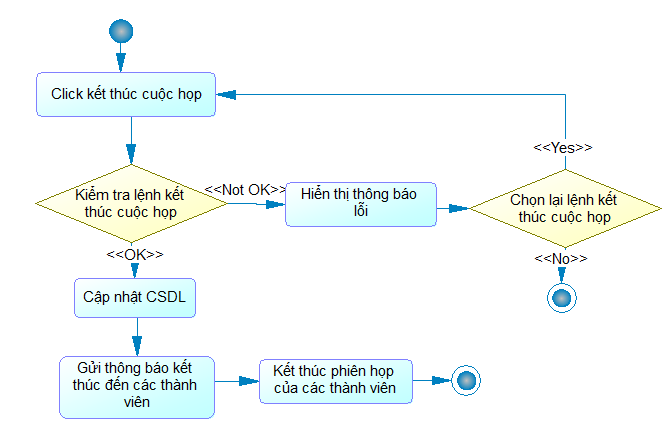 Click kết thúc cuộc họp
<<Yes>>
Kiểm tra lệnh kết
thúc cuộc họp
<<Not OK>>
Hiển thị thông báo
lỗi
Chọn lại lệnh kết
thúc cuộc họp
<<OK>>
<<No>>
Cập nhật CSDL
Gửi thông báo kết
thúc đến các thành
viên
Kết thúc phiên họp
của các thành viên